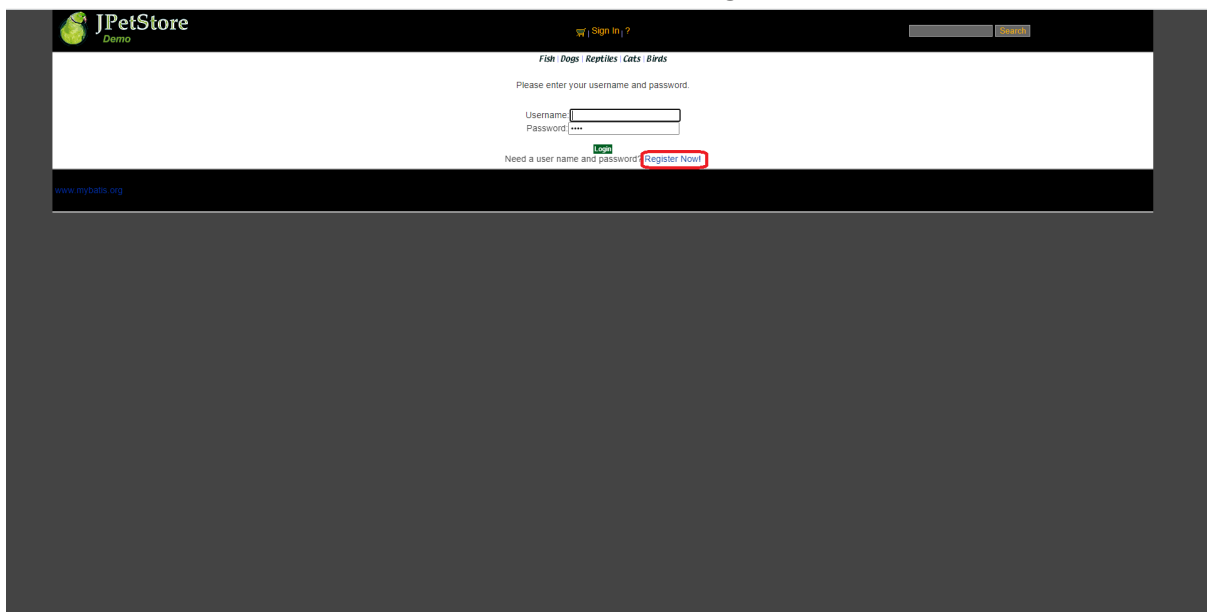 JPetStore
Demo
| Sign In | ?
Search
Fish | Dogs | Reptiles | Cats | Birds
Please enter your username and password.
Username:
Password: ••••
Login
Need a user name and password? Register Now!
www.mybatis.org